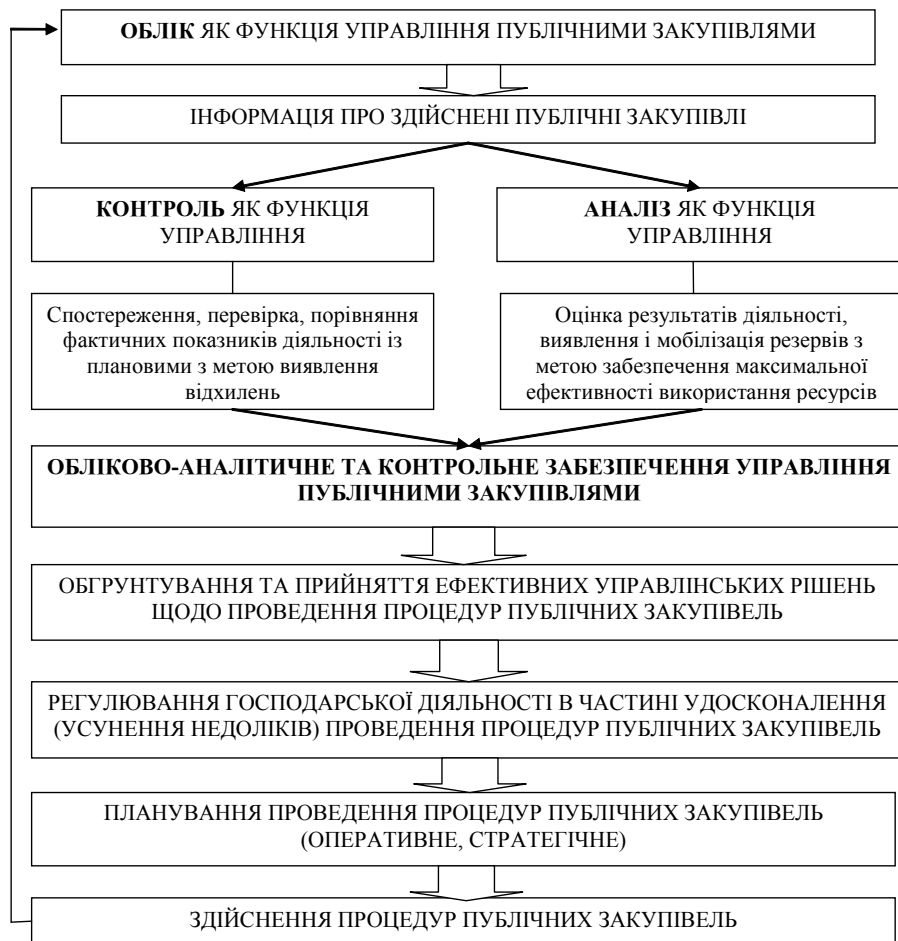 ОБЛІК ЯК ФУНКЦІЯ УПРАВЛІННЯ ПУБЛІЧНИМИ ЗАКУПІВЛЯМИ
ІНФОРМАЦІЯ ПРО ЗДІЙСНЕНІ ПУБЛІЧНІ ЗАКУПІВЛІ
КОНТРОЛЬ ЯК ФУНКЦІЯ
УПРАВЛІННЯ
АНАЛІЗ ЯК ФУНКЦІЯ
УПРАВЛІННЯ
Спостереження, перевірка, порівняння
фактичних показників діяльності із
плановими з метою виявлення
відхилень
Оцінка результатів діяльності,
виявлення і мобілізація резервів з
метою забезпечення максимальної
ефективності використання ресурсів
ОБЛІКОВО-АНАЛІТИЧНЕ ТА КОНТРОЛЬНЕ ЗАБЕЗПЕЧЕННЯ УПРАВЛІННЯ
ПУБЛІЧНИМИ ЗАКУПІВЛЯМИ
ОБГРУНТУВАННЯ ТА ПРИЙНЯТТЯ ЕФЕКТИВНИХ УПРАВЛІНСЬКИХ РІШЕНЬ
ЩОДО ПРОВЕДЕННЯ ПРОЦЕДУР ПУБЛІЧНИХ ЗАКУПІВЕЛЬ
РЕГУЛЮВАННЯ ГОСПОДАРСЬКОЇ ДІЯЛЬНОСТІ В ЧАСТИНІ УДОСКОНАЛЕННЯ
(УСУНЕННЯ НЕДОЛІКІВ) ПРОВЕДЕННЯ ПРОЦЕДУР ПУБЛІЧНИХ ЗАКУПІВЕЛЬ
ПЛАНУВАННЯ ПРОВЕДЕННЯ ПРОЦЕДУР ПУБЛІЧНИХ ЗАКУПІВЕЛЬ
(ОПЕРАТИВНЕ, СТРАТЕГІЧНЕ)
ЗДІЙСНЕННЯ ПРОЦЕДУР ПУБЛІЧНИХ ЗАКУПІВЕЛЬ